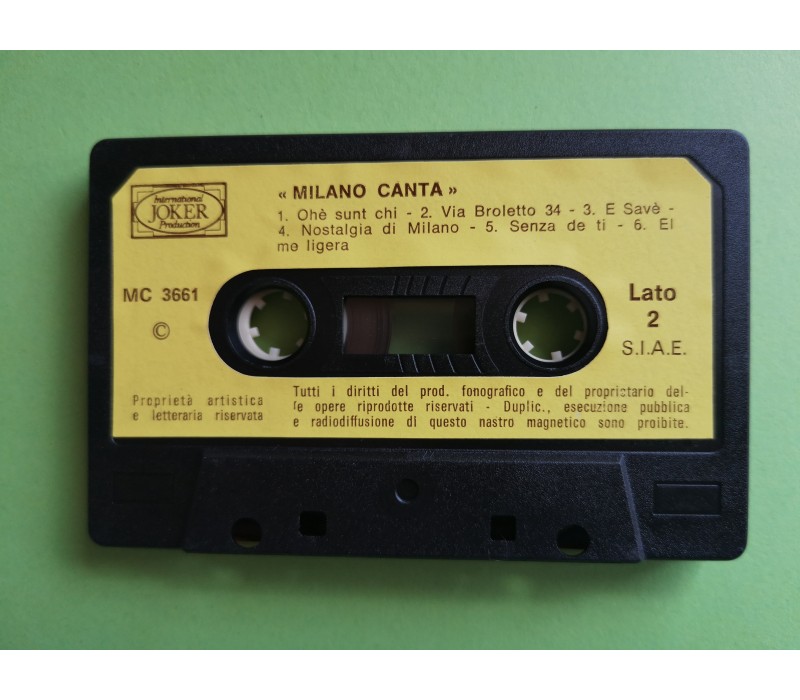 International
JOKER
Production
« MILANO CANTA »
1. Ohè sunt chi - 2. Via Broletto 34 - 3. E Savè -
4. Nostalgia di Milano - 5. Senza de ti - 6. El
me ligera
MC 3661
©
Lato
2
S.I.A.E.
Proprietà artistica
e letteraria riservata
Tutti i diritti del prod. fonografico e del proprietario del-
le opere riprodotte riservati - Duplic., esecuzione pubblica
e radiodiffusione di questo nastro magnetico sono proibite.